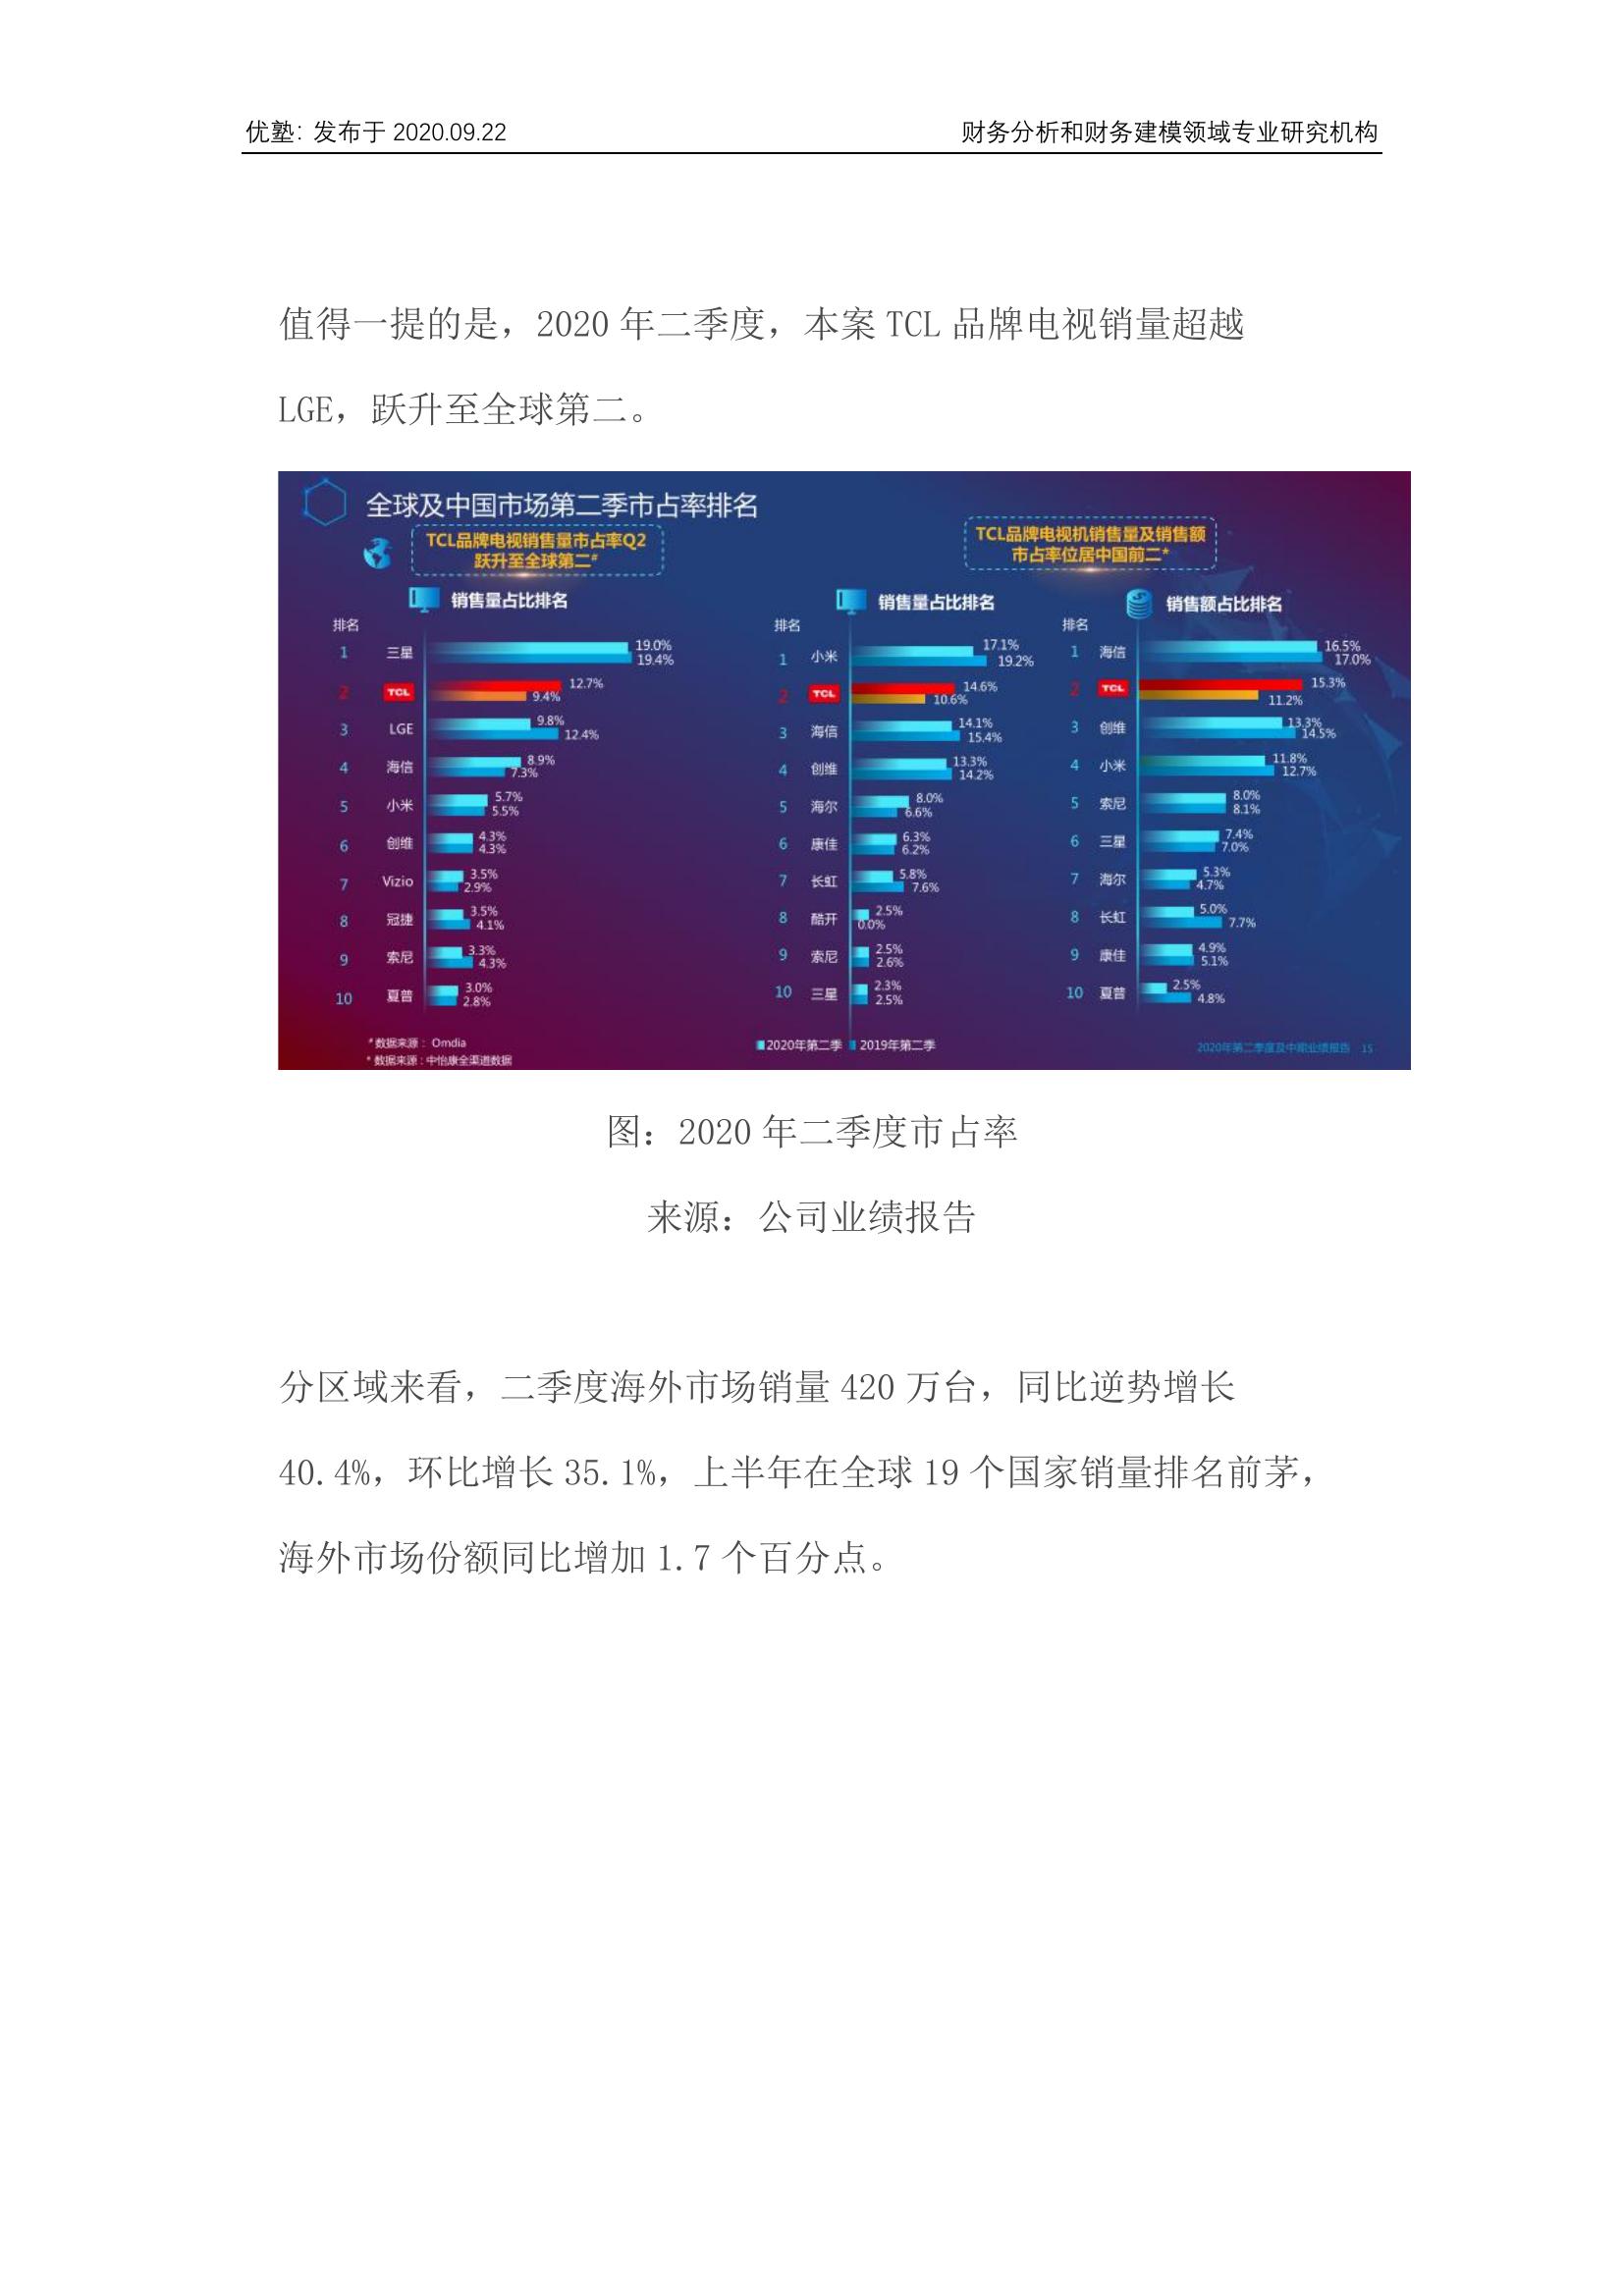 优塾：发布于 2020.09.22
财务分析和财务建模领域专业研究机构
值得一提的是，2020 年二季度，本案 TCL 品牌电视销量超越
LGE，跃升至全球第二。
全球及中国市场第二季市占率排名
TCL品牌电视销售量市占率Q2
跃升至全球第二#
销售量占比排名
排名
1 三星 19.0% 19.4%
2 TCL 12.7% 9.4%
3 LGE 9.8% 12.4%
4 海信 8.9% 7.3%
5 小米 5.7% 5.5%
6 创维 4.3% 4.3%
7 Vizio 3.5% 2.9%
8 冠捷 3.5% 4.1%
9 索尼 3.3% 4.3%
10 夏普 3.0% 2.8%
# 数据来源： Omdia
* 数据来源：中怡康全渠道数据
TCL品牌电视机销售量及销售额
市占率位居中国前二*
销售量占比排名
排名
1 小米 17.1% 19.2%
2 TCL 14.6% 10.6%
3 海信 14.1% 15.4%
4 创维 13.3% 14.2%
5 海尔 8.0% 6.6%
6 康佳 6.3% 6.2%
7 长虹 5.8% 7.6%
8 酷开 2.5% 0.0%
9 索尼 2.5% 2.6%
10 三星 2.3% 2.5%
销售额占比排名
排名
1 海信 16.5% 17.0%
2 TCL 15.3% 11.2%
3 创维 13.3% 14.5%
4 小米 11.8% 12.7%
5 索尼 8.0% 8.1%
6 三星 7.4% 7.0%
7 海尔 5.3% 4.7%
8 长虹 5.0% 7.7%
9 康佳 4.9% 5.1%
10 夏普 2.5% 4.8%
2020年第二季 2019年第二季
2020年第二季度及中期业绩报告 15
图：2020 年二季度市占率
来源：公司业绩报告
分区域来看，二季度海外市场销量 420 万台，同比逆势增长
40.4%，环比增长 35.1%，上半年在全球 19 个国家销量排名前茅，
海外市场份额同比增加 1.7 个百分点。